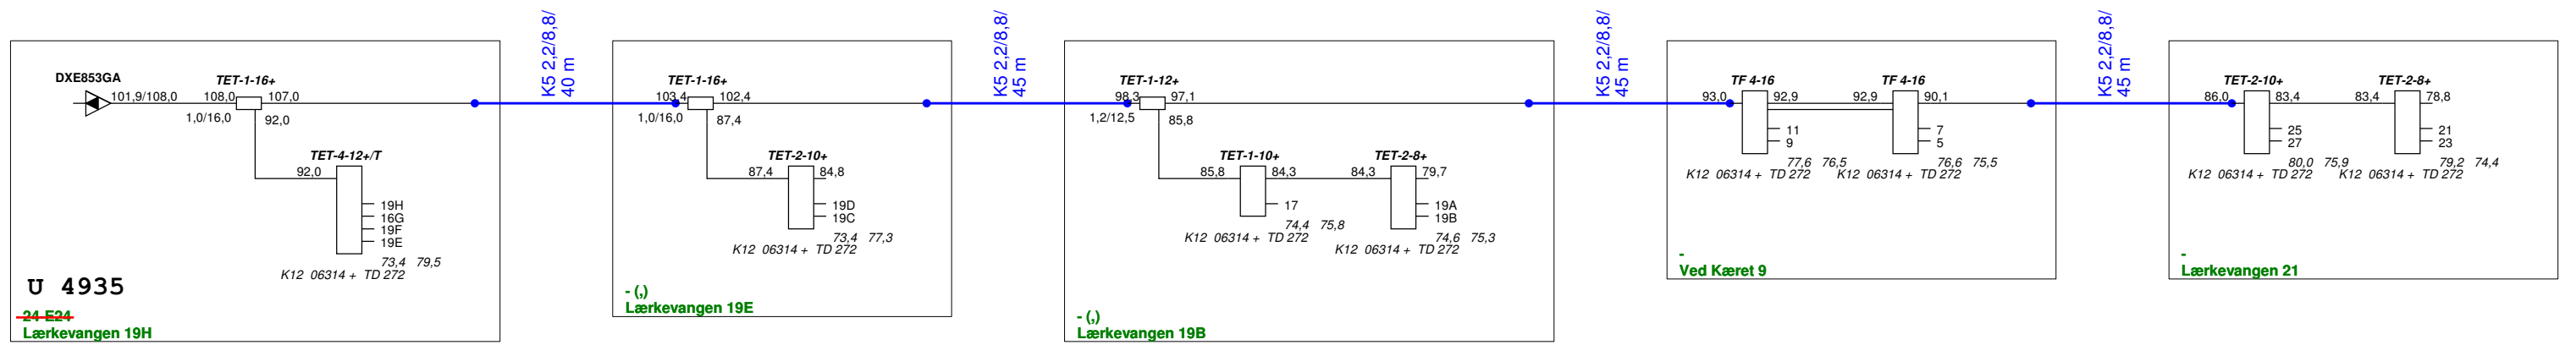 DXE853GA
101,9/108,0
TET-1-16+
108,0
107,0
1,0/16,0
92,0
TET-4-12+/T
92,0
19H
16G
19F
19E
73,4 79,5
K12 06314 + TD 272
U 4935
24 E24
Lærkevangen 19H
K5 2,2/8,8/
40 m
TET-1-16+
103,4
102,4
1,0/16,0
87,4
TET-2-10+
87,4
84,8
19D
19C
73,4 77,3
K12 06314 + TD 272
- (,)
Lærkevangen 19E
K5 2,2/8,8/
45 m
TET-1-12+
98,3
97,1
1,2/12,5
85,8
TET-1-10+
85,8
84,3
17
74,4 75,8
K12 06314 + TD 272
TET-2-8+
84,3
79,7
19A
19B
74,6 75,3
K12 06314 + TD 272
- (,)
Lærkevangen 19B
K5 2,2/8,8/
45 m
TF 4-16
93,0
92,9
11
9
77,6 76,5
K12 06314 + TD 272
TF 4-16
92,9
90,1
7
5
76,6 75,5
K12 06314 + TD 272
-
Ved Kæret 9
K5 2,2/8,8/
45 m
TET-2-10+
86,0
83,4
25
27
80,0 75,9
K12 06314 + TD 272
TET-2-8+
83,4
78,8
21
23
79,2 74,4
K12 06314 + TD 272
-
Lærkevangen 21